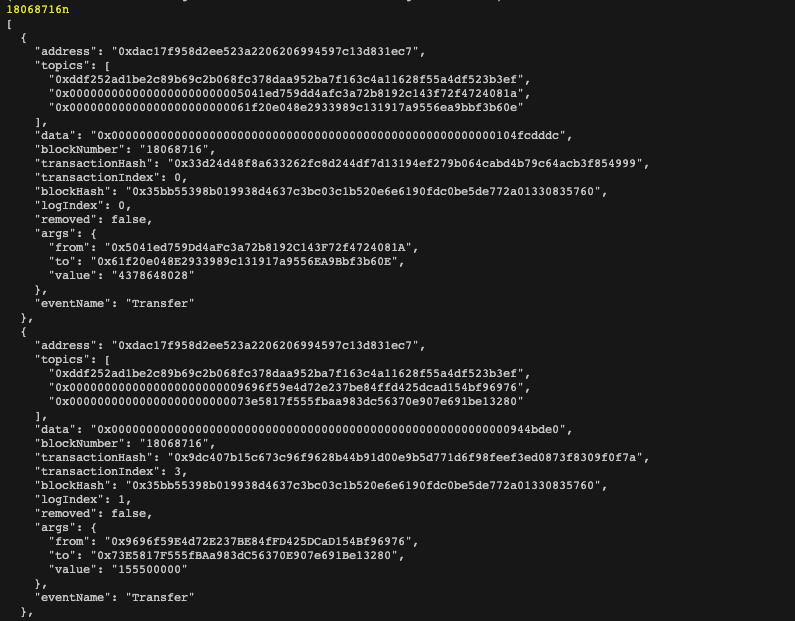 18068716n
[
  {
    "address": "0xdac17f958d2ee523a2206206994597c13d831ec7",
    "topics": [
      "0xddf252ad1be2c89b69c2b068fc378daa952ba7f163c4a11628f55a4df523b3ef",
      "0x0000000000000000000000005041ed759dd4afc3a72b8192c143f72f4724081a",
      "0x00000000000000000000000061f20e048e2933989c131917a9556ea9bbf3b60e"
    ],
    "data": "0x0000000000000000000000000000000000000000000000000000000104fcdddc",
    "blockNumber": "18068716",
    "transactionHash": "0x33d24d48f8a633262fc8d244df7d13194ef279b064cabd4b79c64acb3f854999",
    "transactionIndex": 0,
    "blockHash": "0x35bb55398b019938d4637c3bc03c1b520e6e6190fdc0be5de772a01330835760",
    "logIndex": 0,
    "removed": false,
    "args": {
      "from": "0x5041ed759Dd4aFc3a72b8192C143F72f4724081A",
      "to": "0x61f20e048E2933989c131917a9556EA9Bbf3b60E",
      "value": "4378648028"
    },
    "eventName": "Transfer"
  },
  {
    "address": "0xdac17f958d2ee523a2206206994597c13d831ec7",
    "topics": [
      "0xddf252ad1be2c89b69c2b068fc378daa952ba7f163c4a11628f55a4df523b3ef",
      "0x0000000000000000000000009696f59e4d72e237be84ffd425dcad154bf96976",
      "0x00000000000000000000000073e5817f555fbaa983dc56370e907e691be13280"
    ],
    "data": "0x000000000000000000000000000000000000000000000000000000000944bde0",
    "blockNumber": "18068716",
    "transactionHash": "0x9dc407b15c673c96f9628b44b91d00e9b5d771d6f98feef3ed0873f8309f0f7a",
    "transactionIndex": 3,
    "blockHash": "0x35bb55398b019938d4637c3bc03c1b520e6e6190fdc0be5de772a01330835760",
    "logIndex": 1,
    "removed": false,
    "args": {
      "from": "0x9696f59E4d72E237BE84fFD425DCaD154Bf96976",
      "to": "0x73E5817F555fBAa983dC56370E907e691Be13280",
      "value": "155500000"
    },
    "eventName": "Transfer"
  },